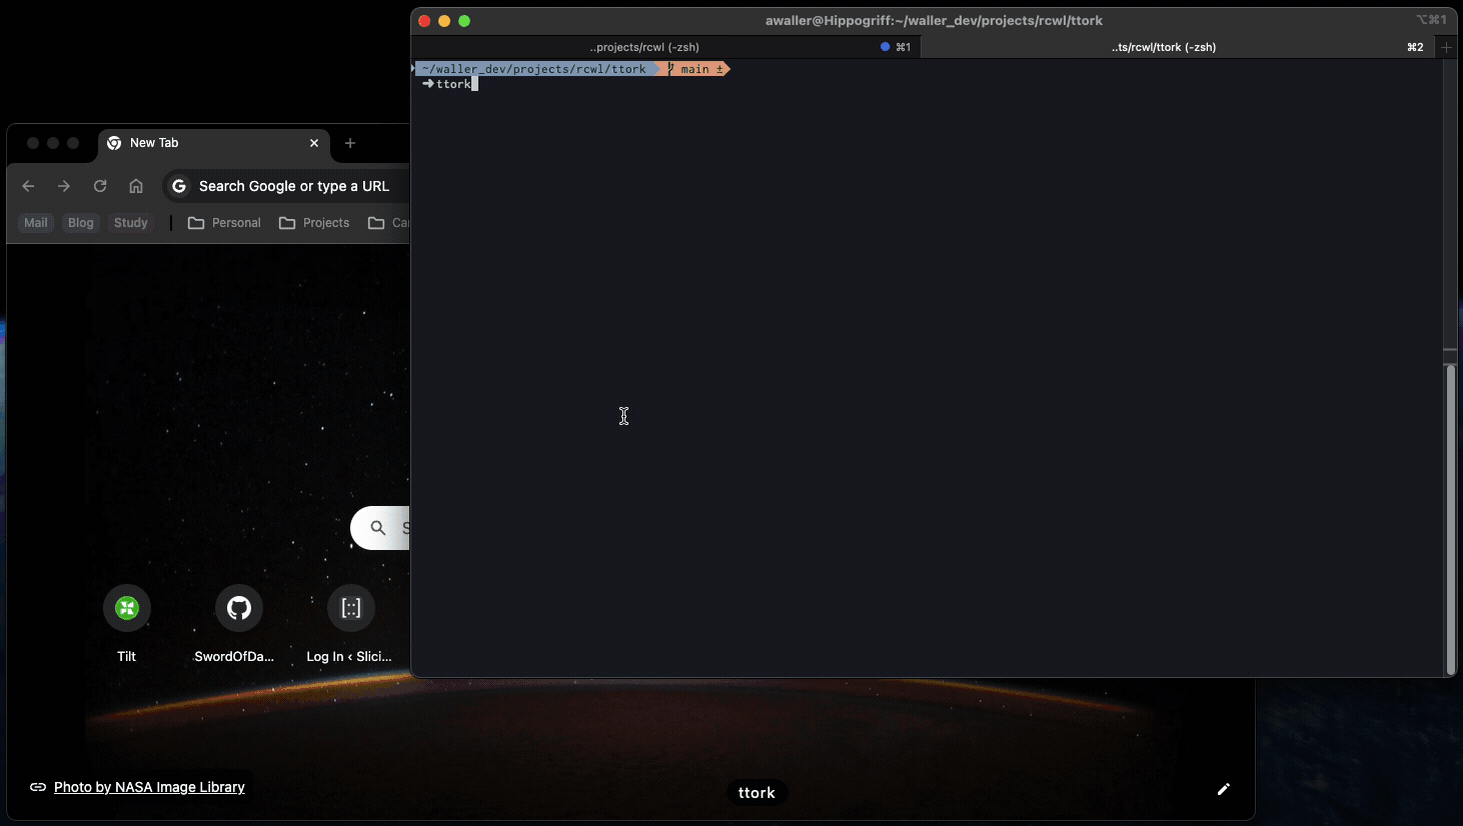 awaller@Hippogriff:~/waller_dev/projects/rcwl/ttork
⌥⌘1
..projects/rcwl (-zsh)
⌘1
..ts/rcwl/ttork (-zsh)
⌘2
~/waller_dev/projects/rcwl/ttork
main ±
➜ ttork
New Tab
Search Google or type a URL
Mail
Blog
Study
Personal
Projects
Tilt
SwordOfDa...
Log In ‹ Slici...
Photo by NASA Image Library
ttork